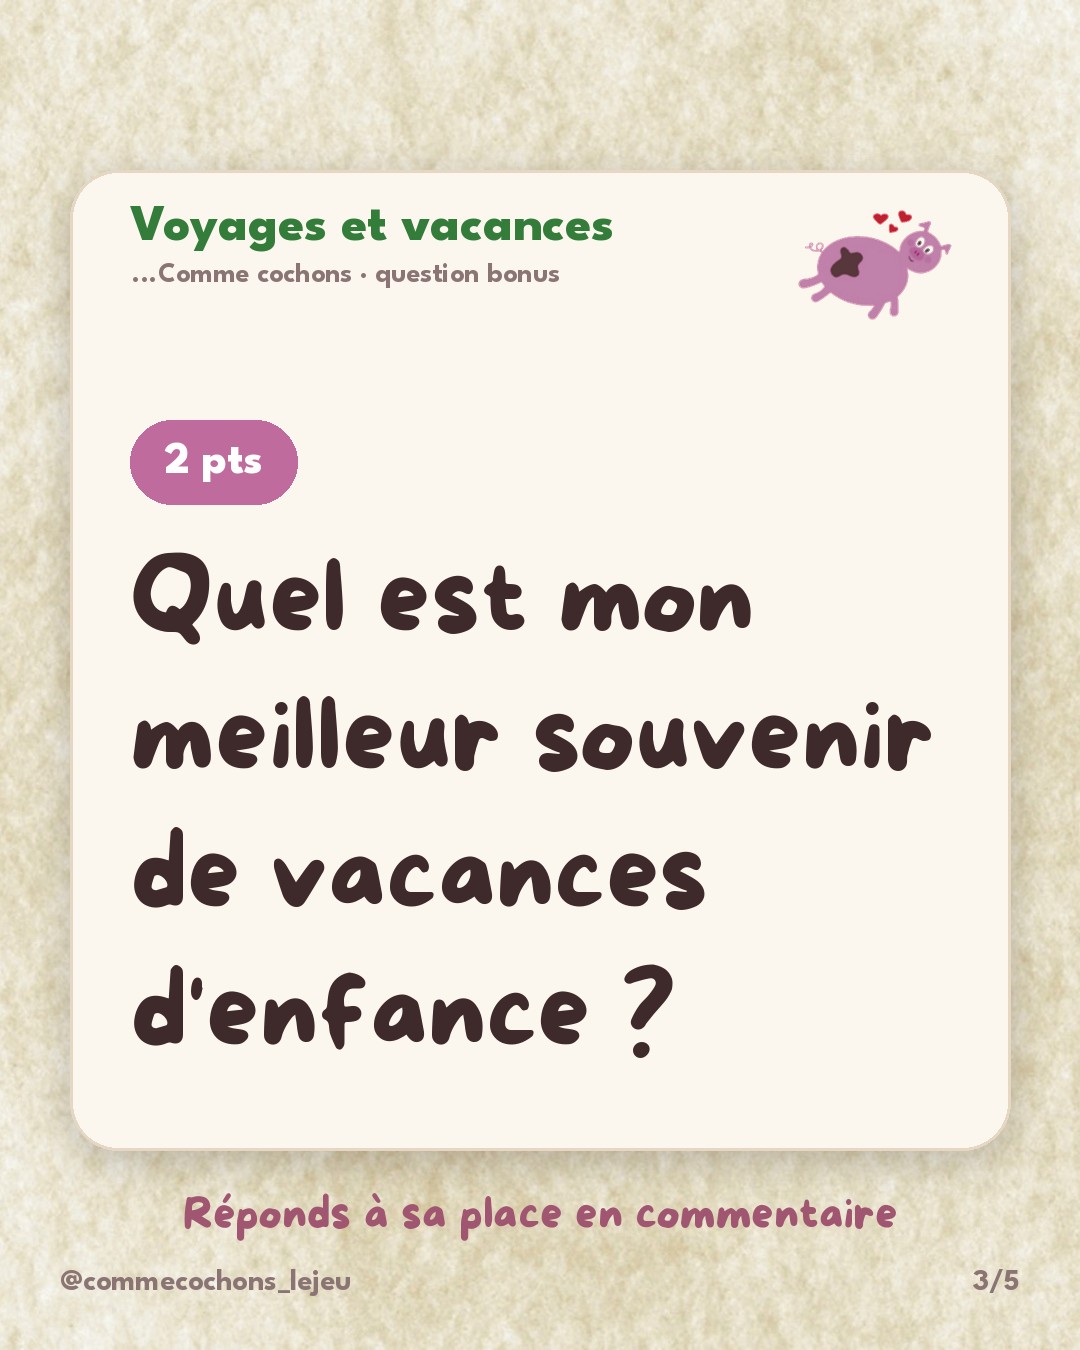 Voyages et vacances
...Comme cochons · question bonus
2 pts
Quel est mon
meilleur souvenir
de vacances
d'enfance ?
Réponds à sa place en commentaire
@commecochons_lejeu
3/5